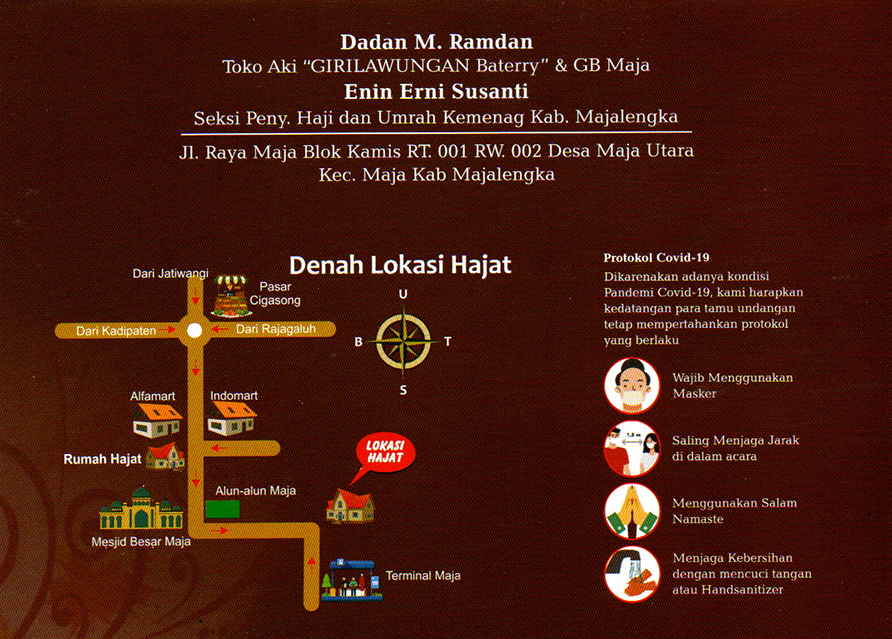 Dadan M. Ramdan
Toko Aki “GIRILAWUNGAN Baterry” & GB Maja
Enin Erni Susanti
Seksi Peny. Haji dan Umrah Kemenag Kab. Majalengka
Jl. Raya Maja Blok Kamis RT. 001 RW. 002 Desa Maja Utara
Kec. Maja Kab Majalengka
Denah Lokasi Hajat
Dari Jatiwangi
Pasar
Cigasong
Dari Kadipaten
Dari Rajagaluh
U
B
T
S
Alfamart
Indomart
Rumah Hajat
LOKASI
HAJAT
Alun-alun Maja
Mesjid Besar Maja
Terminal Maja
Protokol Covid-19
Dikarenakan adanya kondisi
Pandemi Covid-19, kami harapkan
kedatangan para tamu undangan
tetap mempertahankan protokol
yang berlaku
Wajib Menggunakan
Masker
Saling Menjaga Jarak
di dalam acara
Menggunakan Salam
Namaste
Menjaga Kebersihan
dengan mencuci tangan
atau Handsanitizer